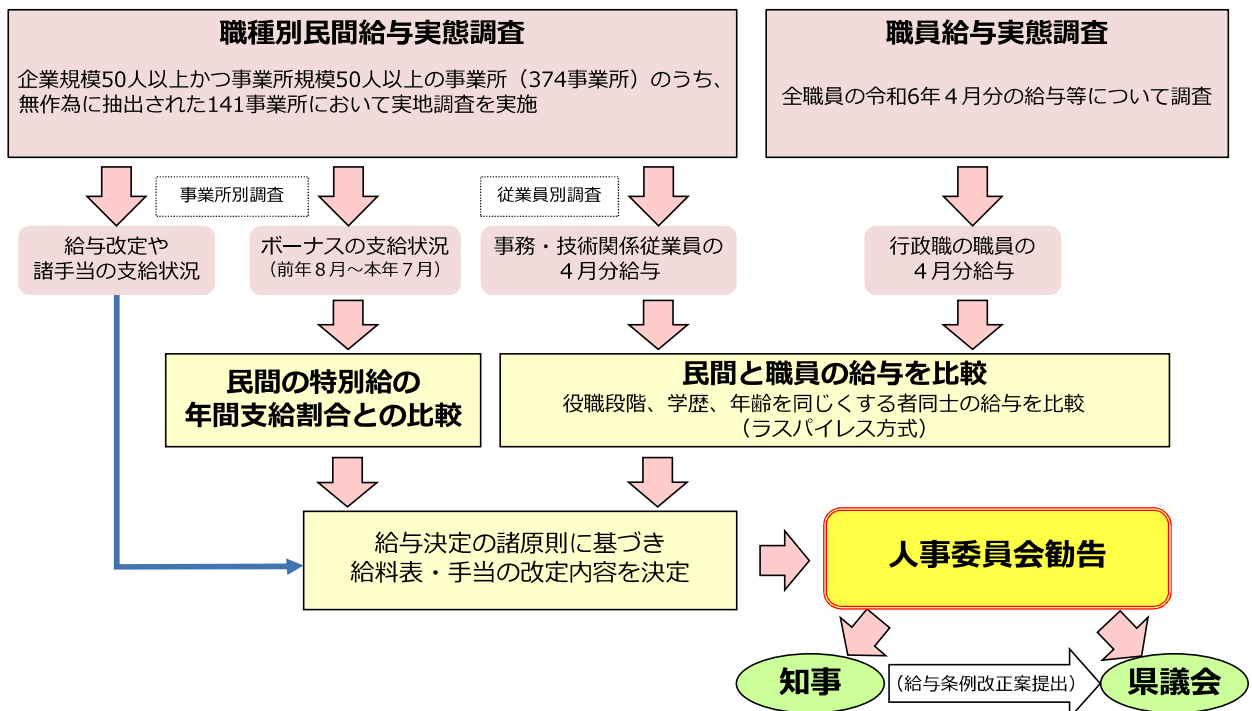 職種別民間給与実態調査
企業規模50人以上かつ事業所規模50人以上の事業所（374事業所）のうち、
無作為に抽出された141事業所において実地調査を実施
職員給与実態調査
全職員の令和6年４月分の給与等について調査
事業所別調査
従業員別調査
給与改定や
諸手当の支給状況
ボーナスの支給状況
（前年８月～本年７月）
事務・技術関係従業員の
４月分給与
行政職の職員の
４月分給与
民間の特別給の
年間支給割合との比較
民間と職員の給与を比較
役職段階、学歴、年齢を同じくする者同士の給与を比較
（ラスパイレス方式）
給与決定の諸原則に基づき
給料表・手当の改定内容を決定
人事委員会勧告
知事
（給与条例改正案提出）
県議会